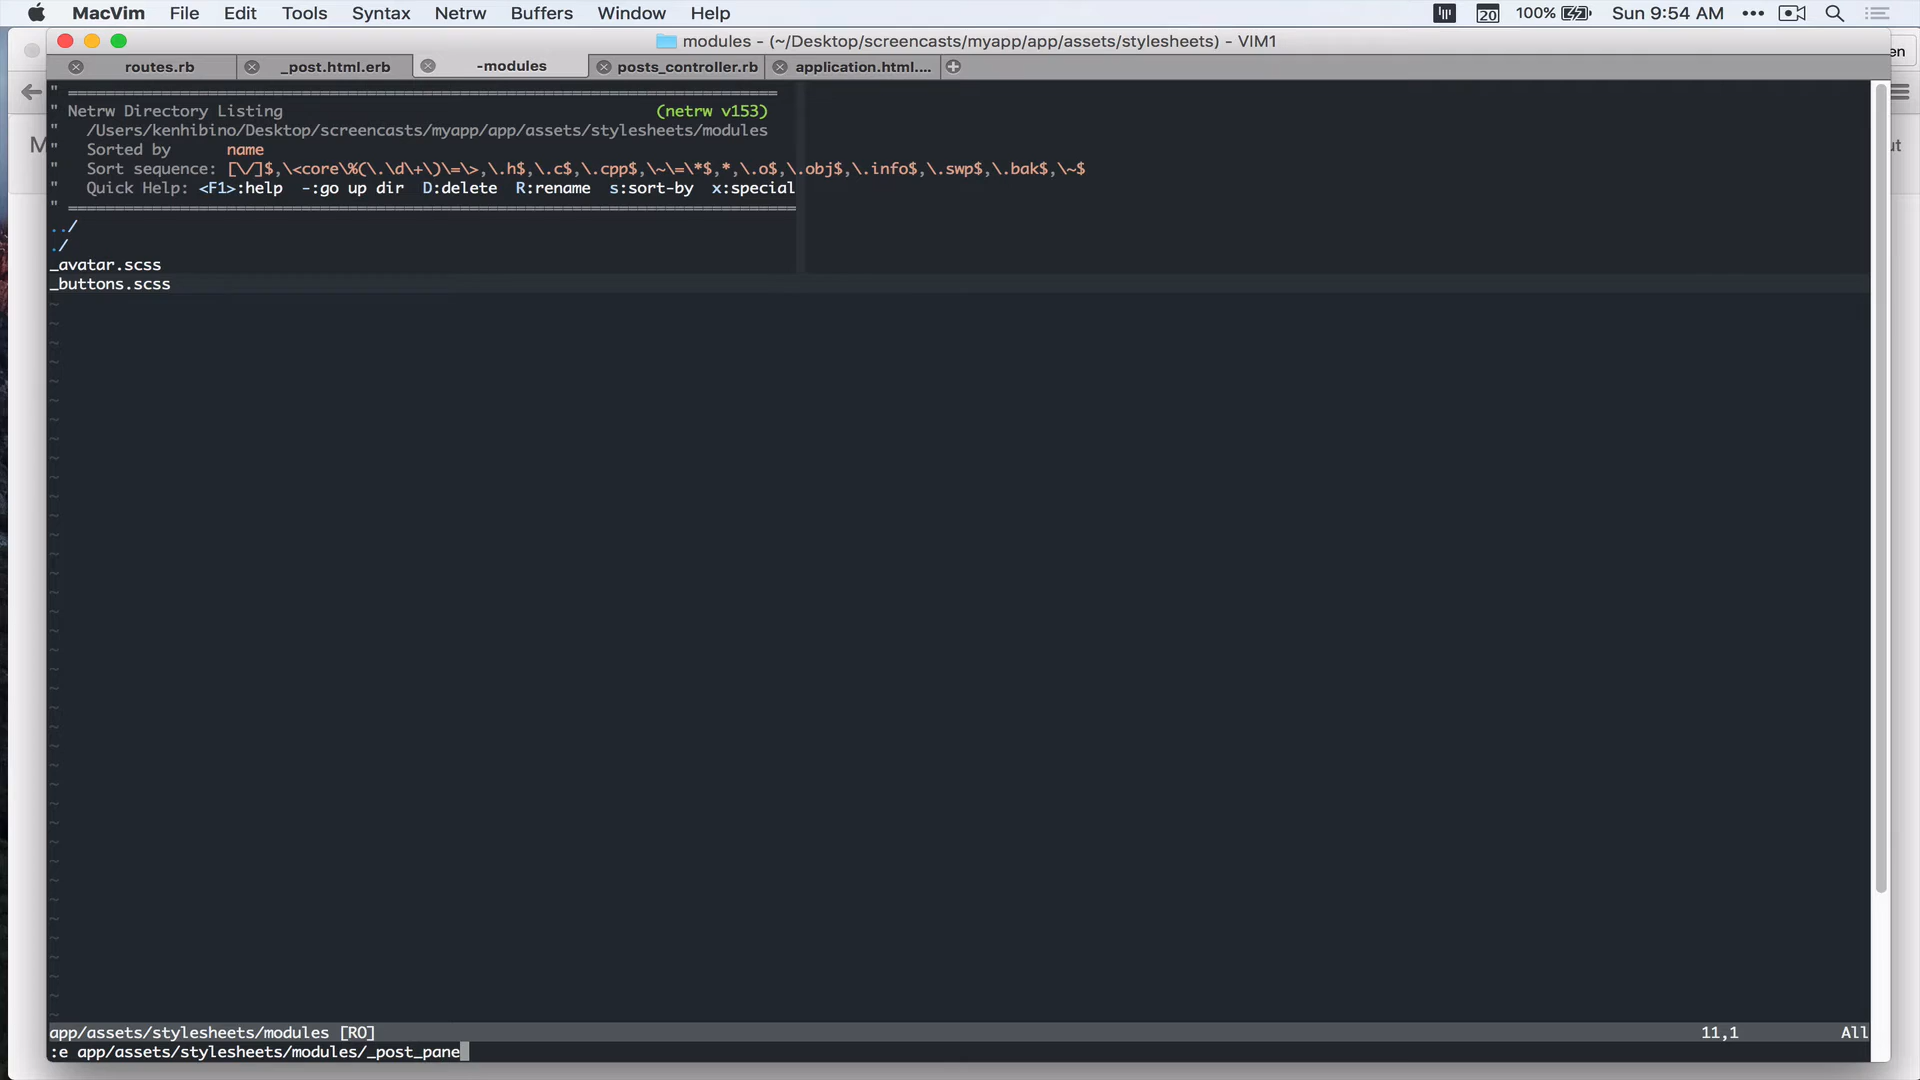 MacVim File Edit Tools Syntax Netrw Buffers Window Help 20 100% Sun 9:54 AM
modules - (~/Desktop/screencasts/myapp/app/assets/stylesheets) - VIM1
en
routes.rb _post.html.erb -modules posts_controller.rb application.html....
" ============================================================================
" Netrw Directory Listing (netrw v153)
" /Users/kenhibino/Desktop/screencasts/myapp/app/assets/stylesheets/modules
" Sorted by name
" Sort sequence: [\/]$,\<core\%(\.\d\+\)\=\>,\.h$,\.c$,\.cpp$,\~\=\*$,*,\.o$,\.obj$,\.info$,\.swp$,\.bak$,\~$
" Quick Help: <F1>:help -:go up dir D:delete R:rename s:sort-by x:special
" ==============================================================================
../
./
_avatar.scss
_buttons.scss
app/assets/stylesheets/modules [RO] 11,1 All
:e app/assets/stylesheets/modules/_post_pane